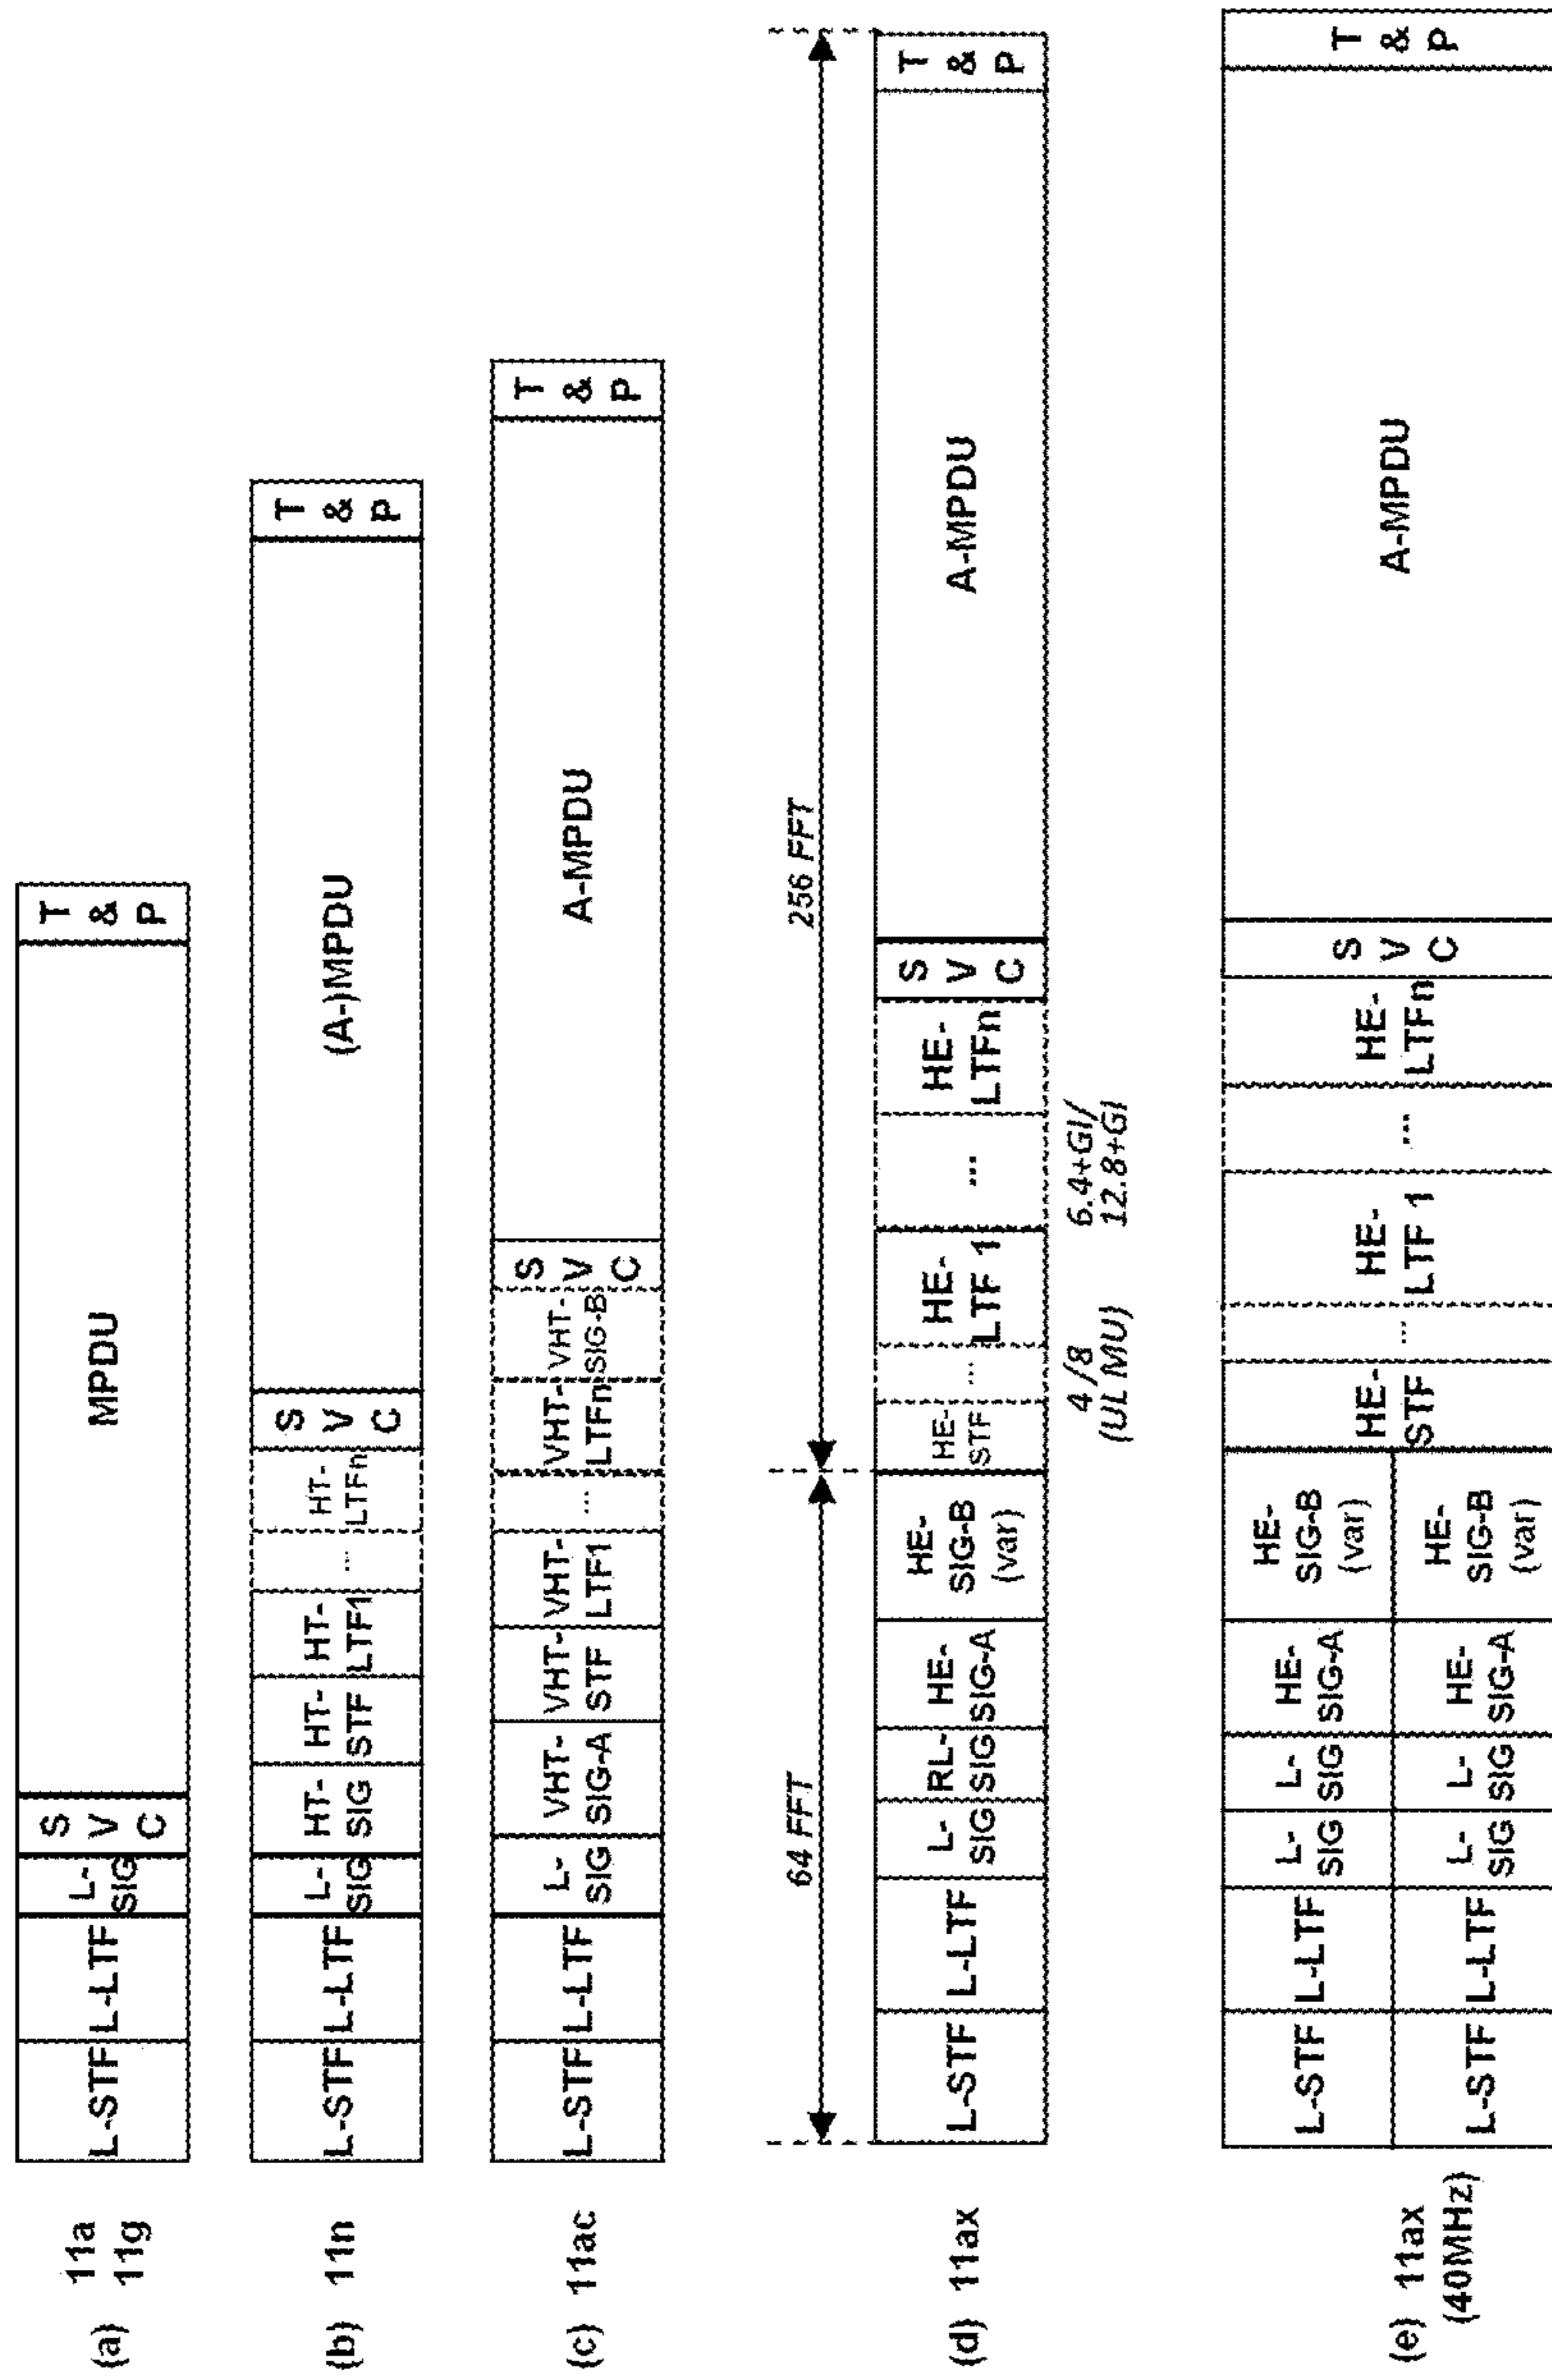 (a) 11a
11g
L-STF
L-LTF
L-
SIG
S
V
C
MPDU
T
&
P
(b) 11n
L-STF
L-LTF
L-
SIG
HT-
SIG
HT-
STF
HT-
LTF1
...
HT-
LTFn
S
V
C
(A-)MPDU
T
&
P
(c) 11ac
L-STF
L-LTF
L-
SIG
VHT-
SIG-A
VHT-
STF
VHT-
LTF1
...
VHT-
LTFn
VHT-
SIG-B
S
V
C
A-MPDU
T
&
P
64 FFT
256 FFT
(d) 11ax
L-STF
L-LTF
L-
SIG
RL-
SIG
HE-
SIG-A
HE-
SIG-B
(var)
HE-
STF
...
HE-
LTF 1
...
HE-
LTFn
S
V
C
A-MPDU
T
&
P
4/8
(UL MU)
6.4+GI/
12.8+GI
(e) 11ax
(40MHz)
L-STF
L-LTF
L-
SIG
L-
SIG
HE-
SIG-A
HE-
SIG-B
(var)
L-STF
L-LTF
L-
SIG
L-
SIG
HE-
SIG-A
HE-
SIG-B
(var)
HE-
STF
...
HE-
LTF 1
...
HE-
LTFn
S
V
C
A-MPDU
T
&
P